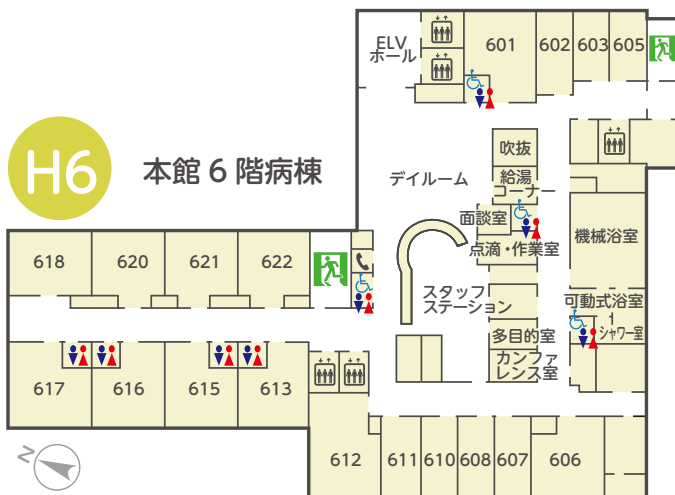 ELV
ホール
601
602
603
605
H6
本館6階病棟
吹抜
デイルーム
給湯
コーナー
面談室
機械浴室
点滴・作業室
618
620
621
622
スタッフ
ステーション
可動式浴室
シャワー室
多目的室
カンファ
レンス室
617
616
615
613
612
611
610
608
607
606
N